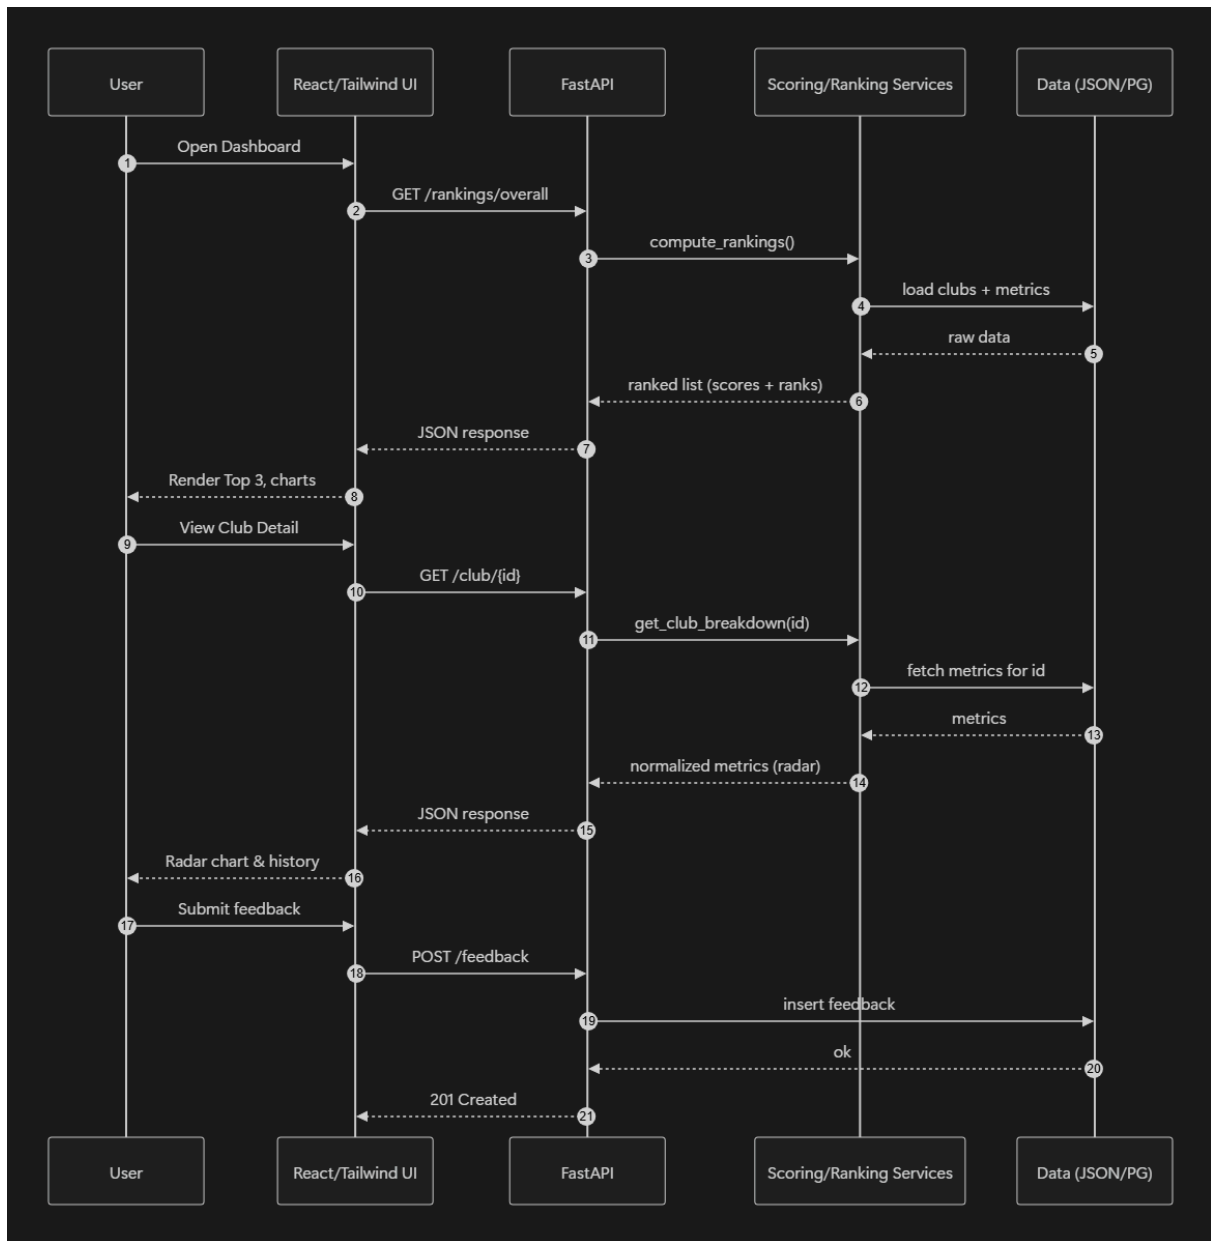 User
React/Tailwind UI
FastAPI
Scoring/Ranking Services
Data (JSON/PG)
Open Dashboard
1
GET /rankings/overall
2
compute_rankings()
3
load clubs + metrics
4
raw data
5
ranked list (scores + ranks)
6
JSON response
7
Render Top 3, charts
8
View Club Detail
9
GET /club/{id}
10
get_club_breakdown(id)
11
fetch metrics for id
12
metrics
13
normalized metrics (radar)
14
JSON response
15
Radar chart & history
16
Submit feedback
17
POST /feedback
18
insert feedback
19
ok
20
201 Created
21
User
React/Tailwind UI
FastAPI
Scoring/Ranking Services
Data (JSON/PG)